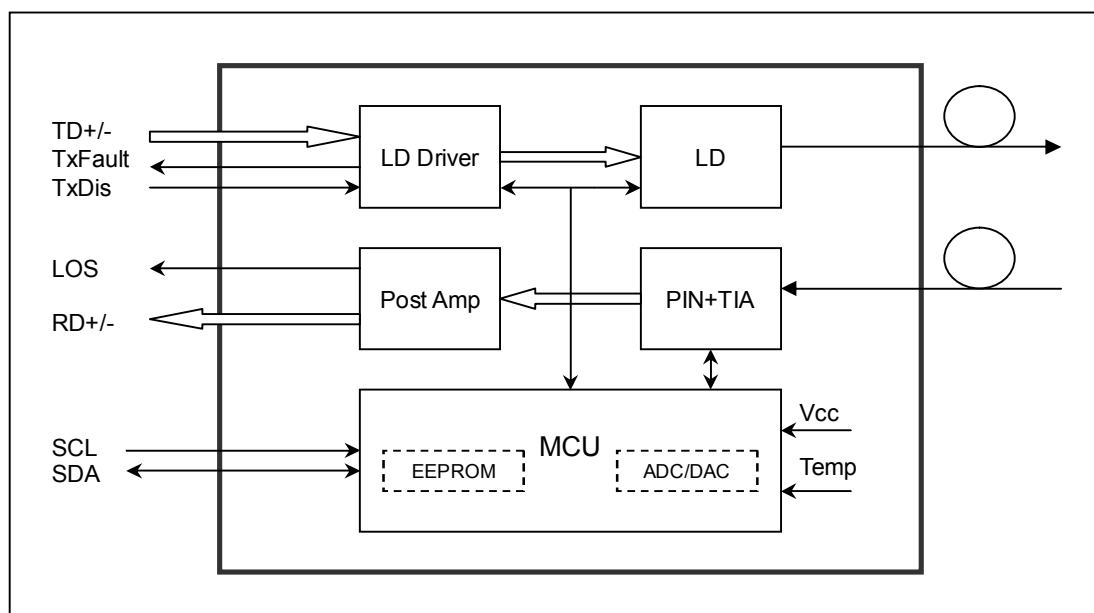 TD+/-
TxFault
TxDis
LD Driver
LD
LOS
RD+/-
Post Amp
PIN+TIA
SCL
SDA
MCU
EEPROM
ADC/DAC
Vcc
Temp